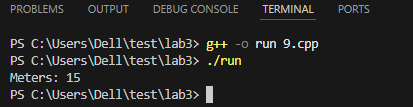 PROBLEMS OUTPUT DEBUG CONSOLE TERMINAL PORTS
PS C:\Users\Dell\test\lab3> g++ -o run 9.cpp
PS C:\Users\Dell\test\lab3> ./run
Meters: 15
PS C:\Users\Dell\test\lab3>